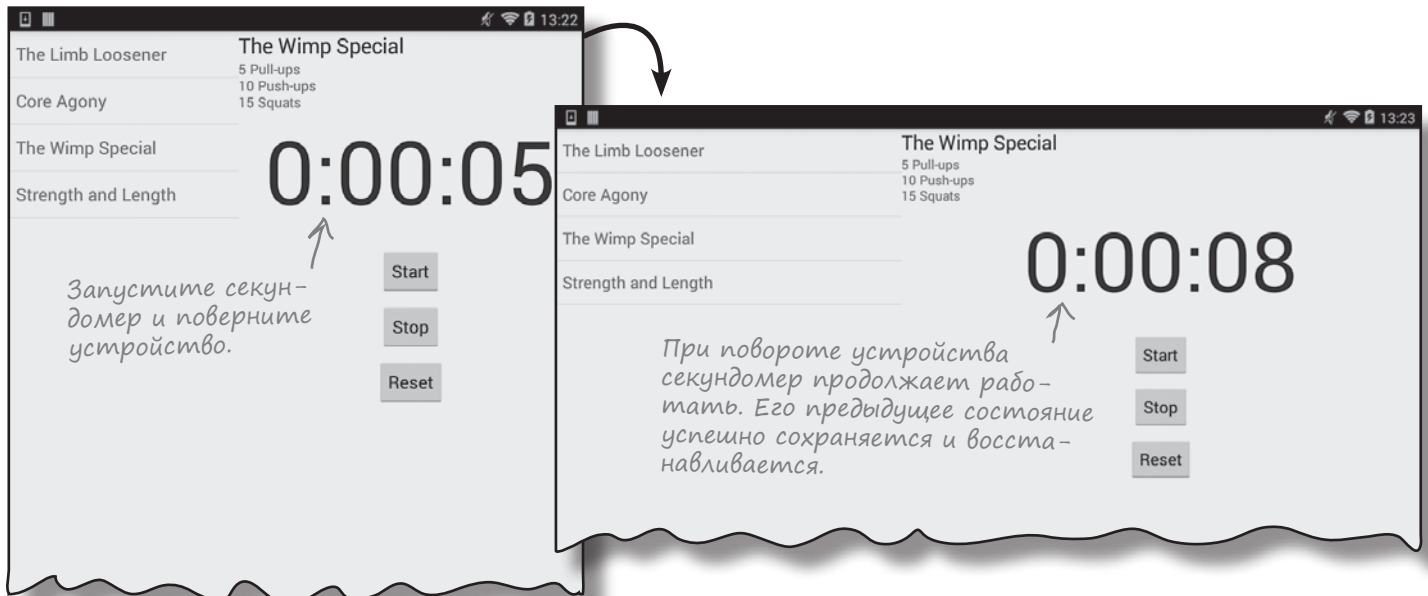 13:22
The Limb Loosener
Core Agony
The Wimp Special
Strength and Length
The Wimp Special
5 Pull-ups
10 Push-ups
15 Squats
0:00:05
Start
Stop
Reset
Запустите секун-
домер и поверните
устройство.
13:23
The Limb Loosener
Core Agony
The Wimp Special
Strength and Length
The Wimp Special
5 Pull-ups
10 Push-ups
15 Squats
0:00:08
Start
Stop
Reset
При повороте устройства
секундомер продолжает рабо-
тать. Его предыдущее состояние
успешно сохраняется и восста-
навливается.